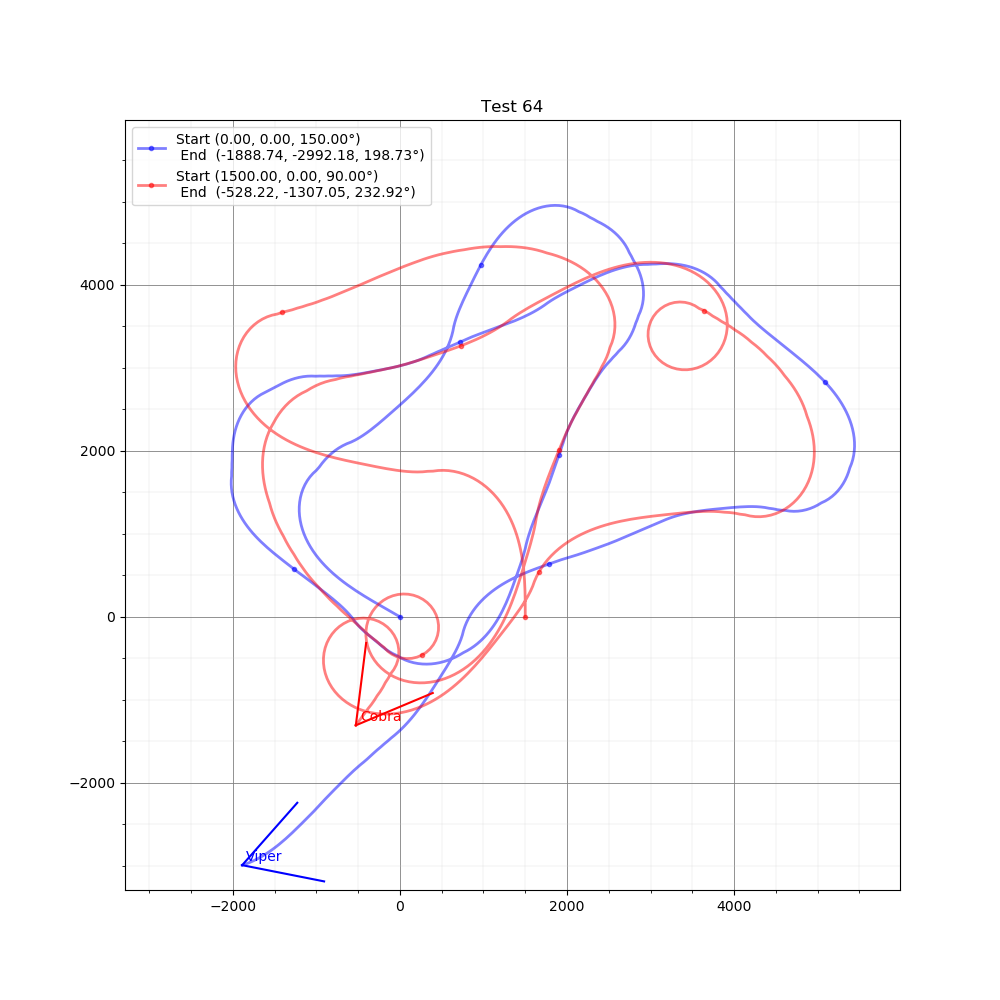 Test 64
Start (0.00, 0.00, 150.00°)
End  (-1888.74, -2992.18, 198.73°)
Start (1500.00, 0.00, 90.00°)
End  (-528.22, -1307.05, 232.92°)
4000
2000
0
−2000
Cobra
Viper
−2000
0
2000
4000